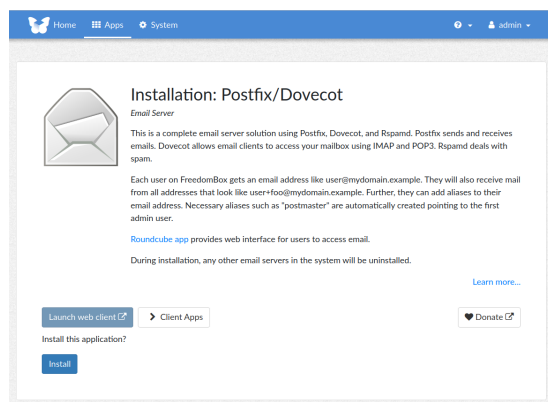 Home Apps System admin
Installation: Postfix/Dovecot
Email Server
This is a complete email server solution using Postfix, Dovecot, and Rspamd. Postfix sends and receives
emails. Dovecot allows email clients to access your mailbox using IMAP and POP3. Rspamd deals with
spam.
Each user on FreedomBox gets an email address like user@mydomain.example. They will also receive mail
from all addresses that look like user+foo@mydomain.example. Further, they can add aliases to their
email address. Necessary aliases such as "postmaster" are automatically created pointing to the first
admin user.
Roundcube app provides web interface for users to access email.
During installation, any other email servers in the system will be uninstalled.
Learn more...
Launch web client Client Apps Donate
Install this application?
Install